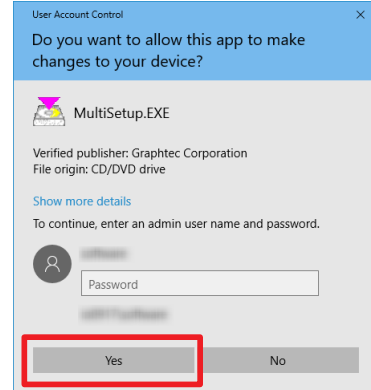 User Account Control
Do you want to allow this app to make
changes to your device?
MultiSetup.EXE
Verified publisher: Graphtec Corporation
File origin: CD/DVD drive
Show more details
To continue, enter an admin user name and password.
Password
Yes No